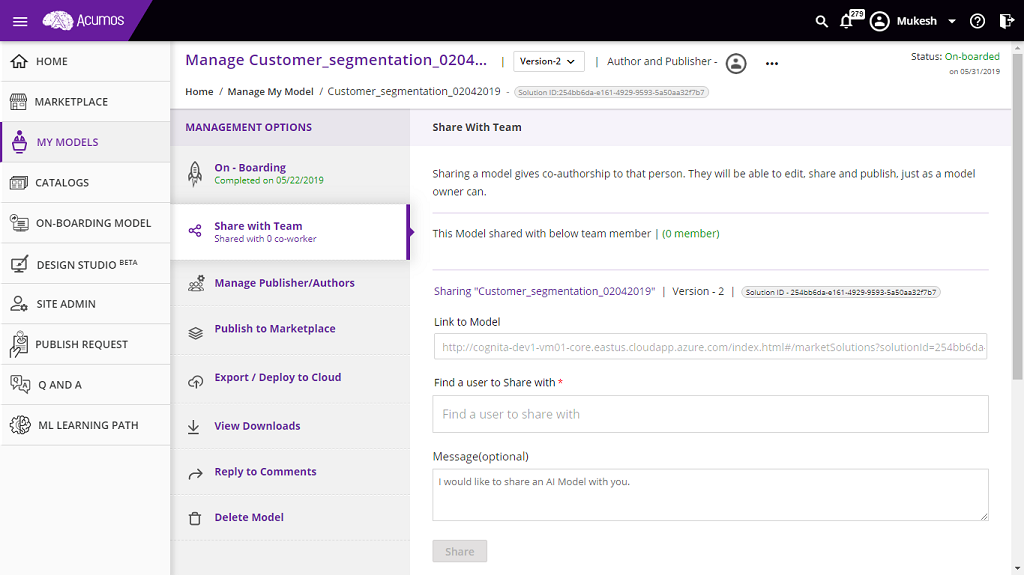 Acumos
279
Mukesh
HOME
MARKETPLACE
MY MODELS
CATALOGS
ON-BOARDING MODEL
DESIGN STUDIO BETA
SITE ADMIN
PUBLISH REQUEST
Q AND A
ML LEARNING PATH
Manage Customer_segmentation_0204... | Version-2 | Author and Publisher - ...
Status: On-boarded
on 05/31/2019
Home / Manage My Model / Customer_segmentation_02042019 - Solution ID:254bb6da-e161-4929-9593-5a50aa32f7b7
MANAGEMENT OPTIONS
On - Boarding
Completed on 05/22/2019
Share with Team
Shared with 0 co-worker
Manage Publisher/Authors
Publish to Marketplace
Export / Deploy to Cloud
View Downloads
Reply to Comments
Delete Model
Share With Team
Sharing a model gives co-authorship to that person. They will be able to edit, share and publish, just as a model
owner can.
This Model shared with below team member | (0 member)
Sharing "Customer_segmentation_02042019" | Version - 2 | Solution ID - 254bb6da-e161-4929-9593-5a50aa32f7b7
Link to Model
http://cognita-dev1-vm01-core.eastus.cloudapp.azure.com/index.html#/marketSolutions?solutionId=254bb6da-
Find a user to Share with *
Find a user to share with
Message(optional)
I would like to share an AI Model with you.
Share